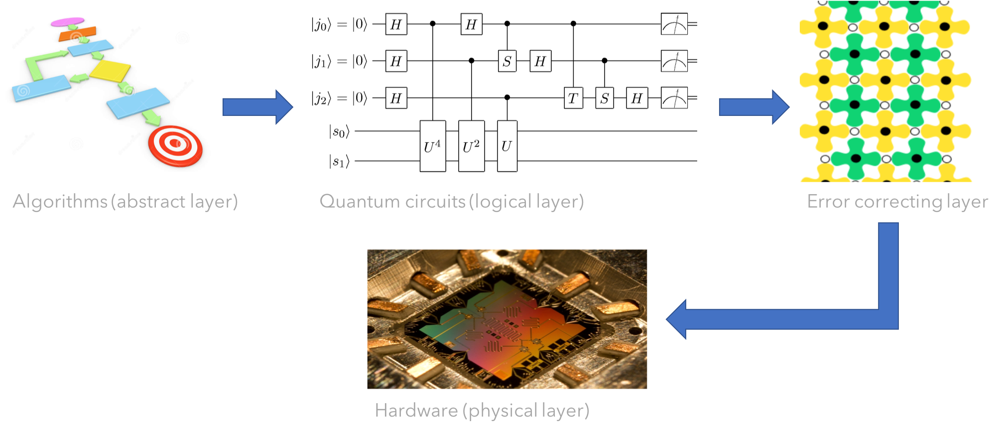 |j₀⟩ = |0⟩ H H
|j₁⟩ = |0⟩ H S H
|j₂⟩ = |0⟩ H T S H
|s₀⟩
U⁴ U² U
|s₁⟩
Algorithms (abstract layer)
Quantum circuits (logical layer)
Error correcting layer
Hardware (physical layer)